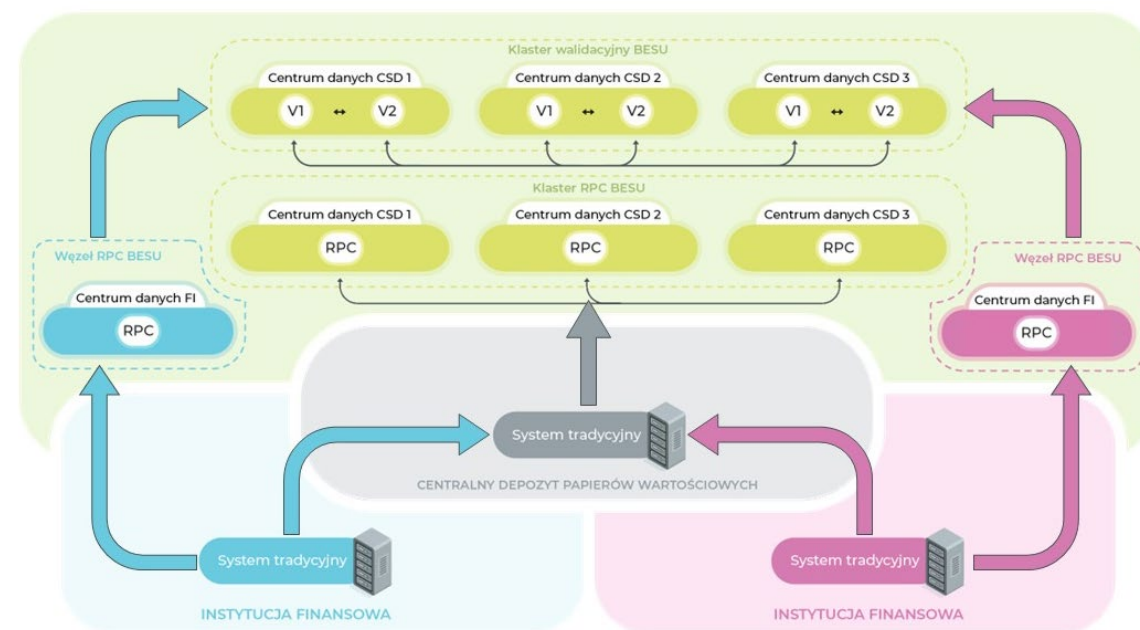 Klaster walidacyjny BESU
Centrum danych CSD 1
Centrum danych CSD 2
Centrum danych CSD 3
V1 ↔ V2
V1 ↔ V2
V1 ↔ V2
Klaster RPC BESU
Centrum danych CSD 1
Centrum danych CSD 2
Centrum danych CSD 3
RPC
RPC
RPC
Węzeł RPC BESU
Centrum danych FI
RPC
Węzeł RPC BESU
Centrum danych FI
RPC
System tradycyjny
CENTRALNY DEPOZYT PAPIERÓW WARTOŚCIOWYCH
System tradycyjny
INSTYTUCJA FINANSOWA
System tradycyjny
INSTYTUCJA FINANSOWA